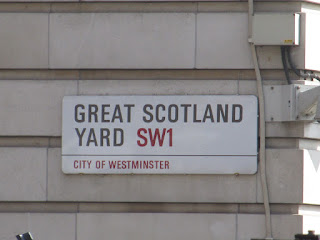 GREAT SCOTLAND
YARD SW1
CITY OF WESTMINSTER